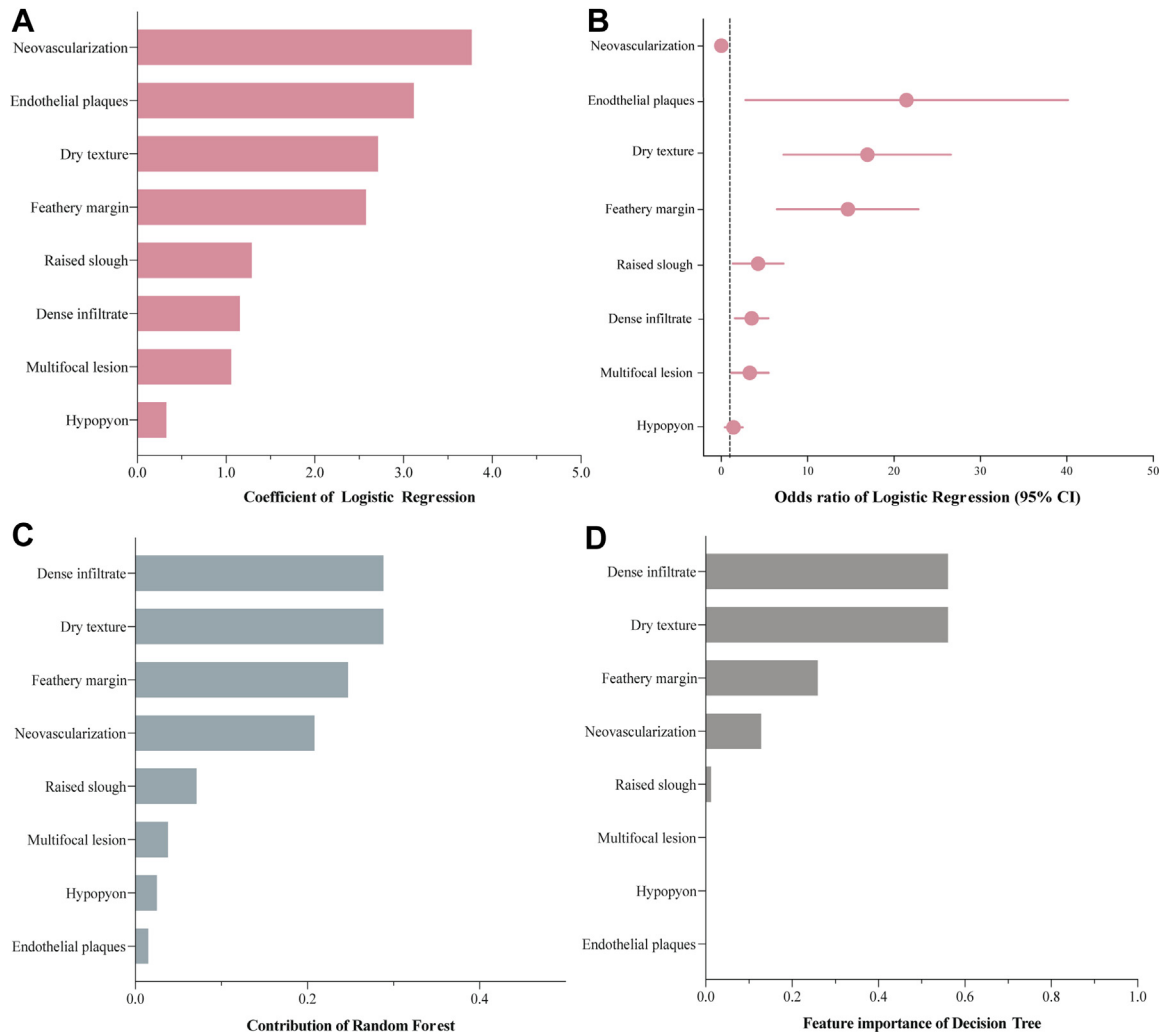 A
Neovascularization
Endothelial plaques
Dry texture
Feathery margin
Raised slough
Dense infiltrate
Multifocal lesion
Hypopyon
0.0 1.0 2.0 3.0 4.0 5.0
Coefficient of Logistic Regression
B
Neovascularization
Enodthelial plaques
Dry texture
Feathery margin
Raised slough
Dense infiltrate
Multifocal lesion
Hypopyon
0 10 20 30 40 50
Odds ratio of Logistic Regression (95% CI)
C
Dense infiltrate
Dry texture
Feathery margin
Neovascularization
Raised slough
Multifocal lesion
Hypopyon
Endothelial plaques
0.0 0.2 0.4
Contribution of Random Forest
D
Dense infiltrate
Dry texture
Feathery margin
Neovascularization
Raised slough
Multifocal lesion
Hypopyon
Endothelial plaques
0.0 0.2 0.4 0.6 0.8 1.0
Feature importance of Decision Tree